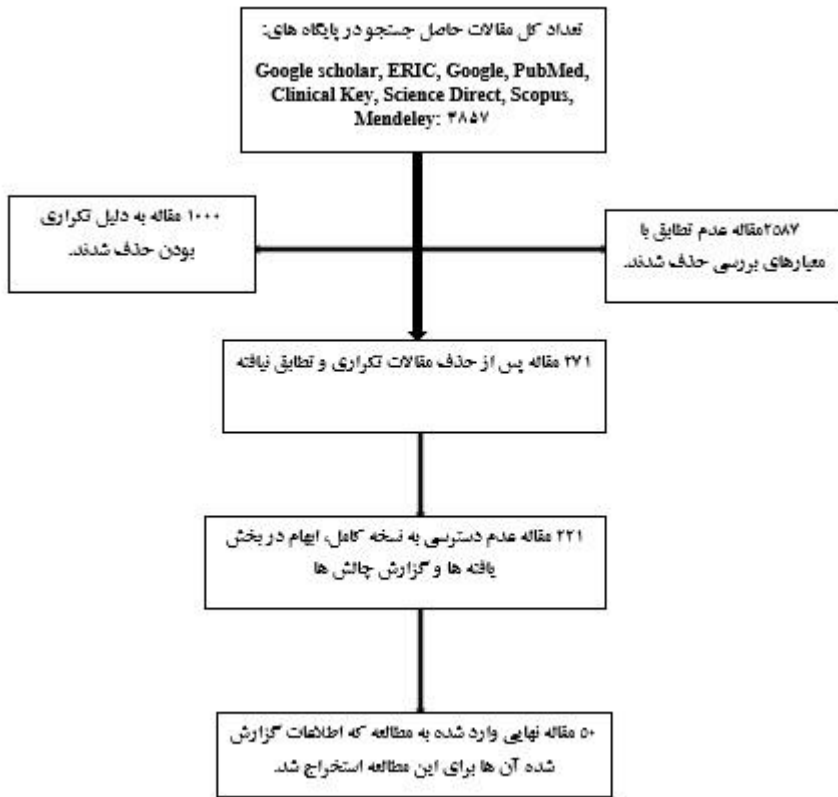 تعداد کل مقالات حاصل جستجو در پایگاه های:
Google scholar, ERIC, Google, PubMed,
Clinical Key, Science Direct, Scopus,
Mendeley: ۳۸۵۷
۲۵۸۷مقاله عدم تطابق با
معیارهای بررسی حذف شدند.
۱۰۰۰ مقاله به دلیل تکراری
بودن حذف شدند.
۲۷۱ مقاله پس از حذف مقالات تکراری و تطابق نیافته
۲۲۱ مقاله عدم دسترسی به نسخه کامل، ابهام در بخش
یافته ها و گزارش چالش ها
۵۰ مقاله نهایی وارد شده به مطالعه که اطلاعات گزارش
شده آن ها برای این مطالعه استخراج شد.